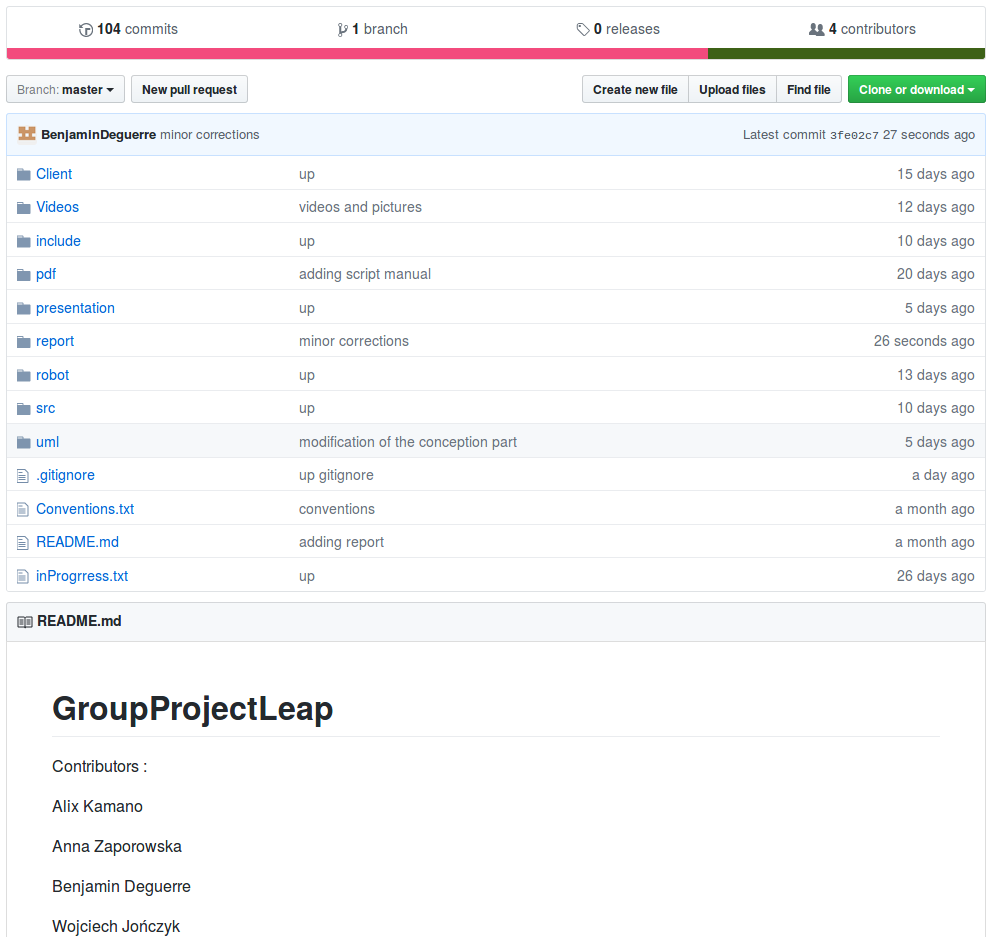 104 commits 1 branch 0 releases 4 contributors
Branch: master New pull request Create new file Upload files Find file Clone or download
BenjaminDeguerre minor corrections Latest commit 3fe02c7 27 seconds ago
Client up 15 days ago
Videos videos and pictures 12 days ago
include up 10 days ago
pdf adding script manual 20 days ago
presentation up 5 days ago
report minor corrections 26 seconds ago
robot up 13 days ago
src up 10 days ago
uml modification of the conception part 5 days ago
.gitignore up gitignore a day ago
Conventions.txt conventions a month ago
README.md adding report a month ago
inProgrress.txt up 26 days ago
README.md
GroupProjectLeap
Contributors :
Alix Kamano
Anna Zaporowska
Benjamin Deguerre
Wojciech Jończyk